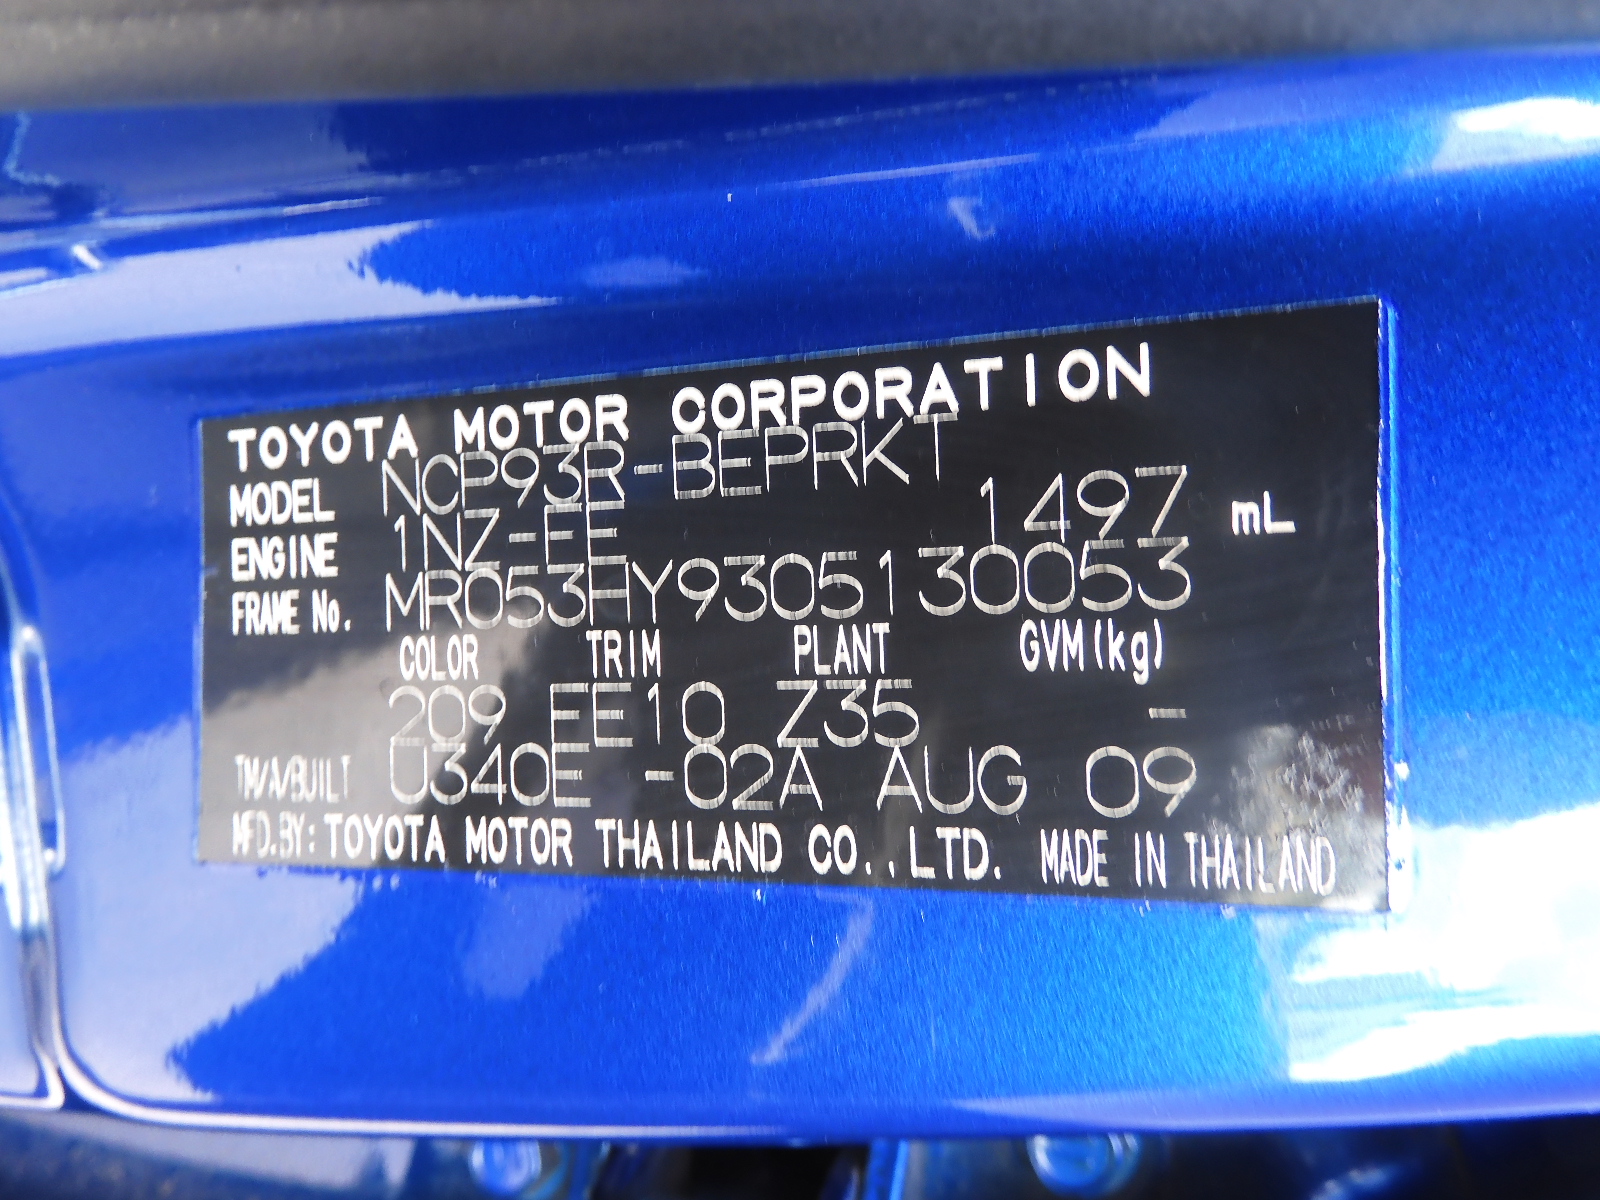 TOYOTA MOTOR CORPORATION
MODEL NCP93R-BEPRKT
ENGINE 1NZ-FE 1497 mL
FRAME No. MR053HY9305130053
COLOR TRIM PLANT GVM(kg)
209 FE10 Z35 -
TM/A/BUILT U340E -02A AUG 09
MFD.BY: TOYOTA MOTOR THAILAND CO.,LTD. MADE IN THAILAND